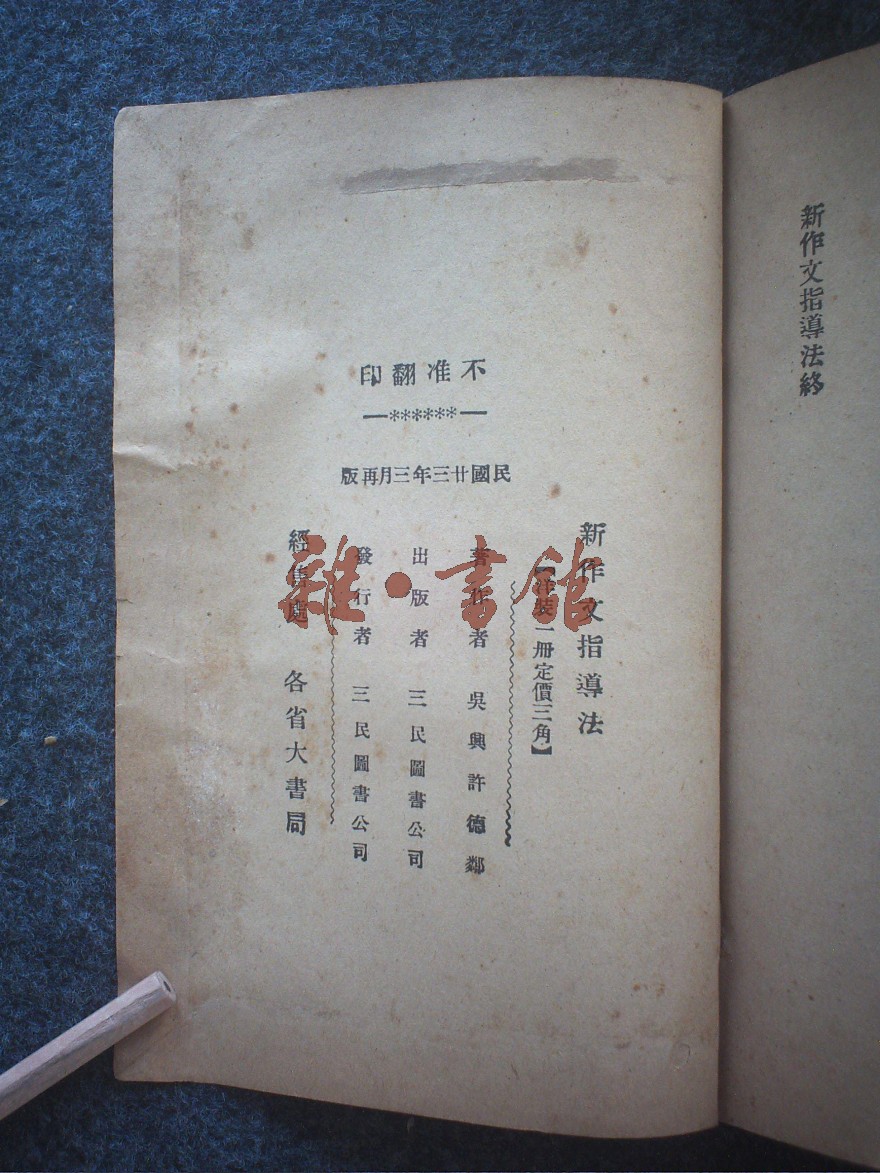 新作文指導法終
不准翻印
民國廿三年三月再版
新作文指導法
【洋裝一冊定價三角】
著作者 吳興許德鄰
出版者 三民圖書公司
發行者 三民圖書公司
經售處 各省大書局
雜·書館